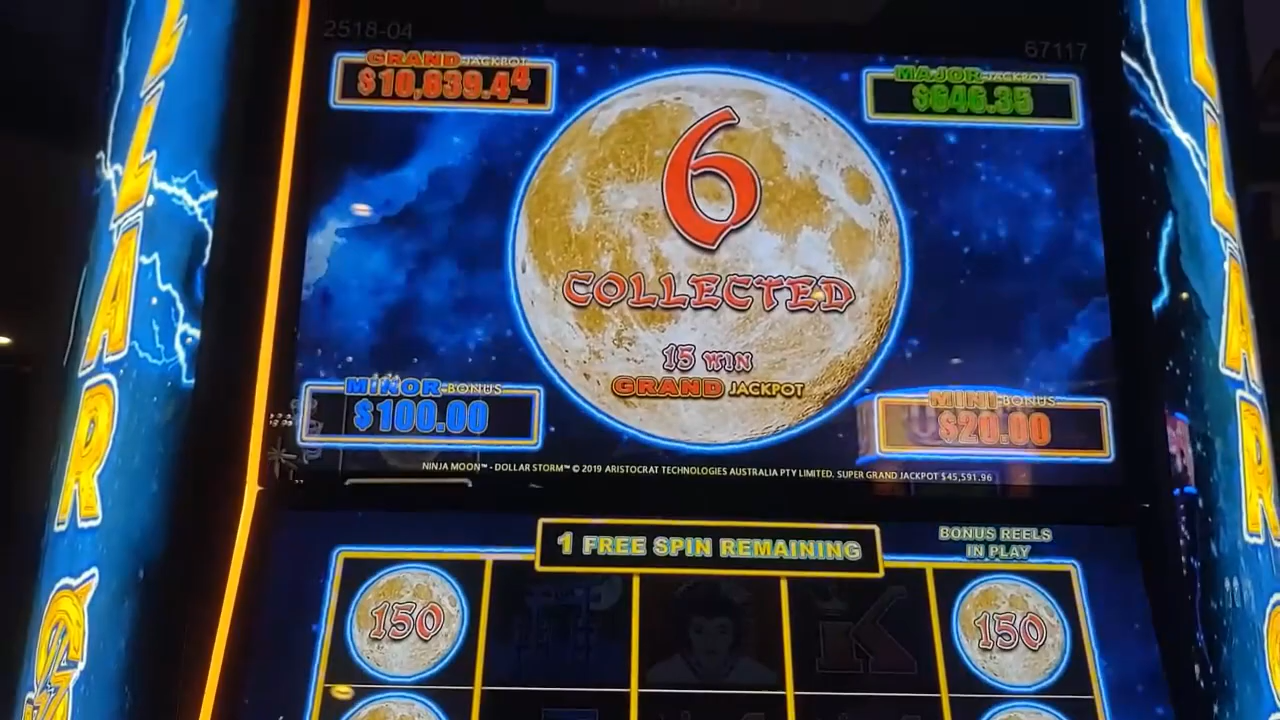 2518-04
67117
GRAND JACKPOT
$10,839.44
MAJOR JACKPOT
$646.35
6
COLLECTED
15 WIN
GRAND JACKPOT
MINOR BONUS
$100.00
MINI BONUS
$20.00
NINJA MOON™ - DOLLAR STORM™ © 2019 ARISTOCRAT TECHNOLOGIES AUSTRALIA PTY LIMITED. SUPER GRAND JACKPOT $45,591.96
1 FREE SPIN REMAINING
BONUS REELS
IN PLAY
150
K
150
LLAR S
LLAR